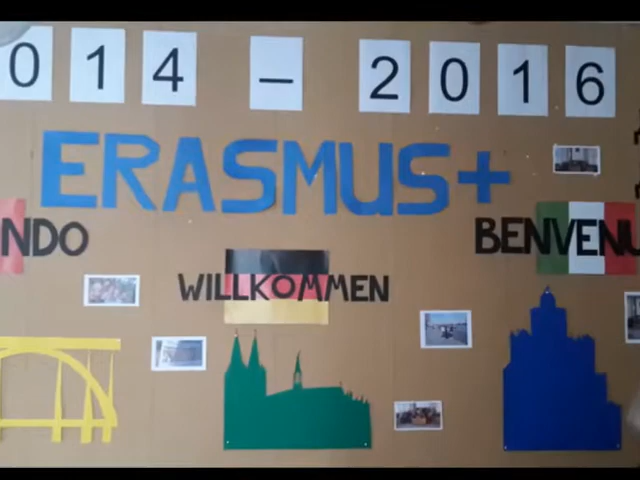 014 – 2016
ERASMUS+
NDO
WILLKOMMEN
BENVENU